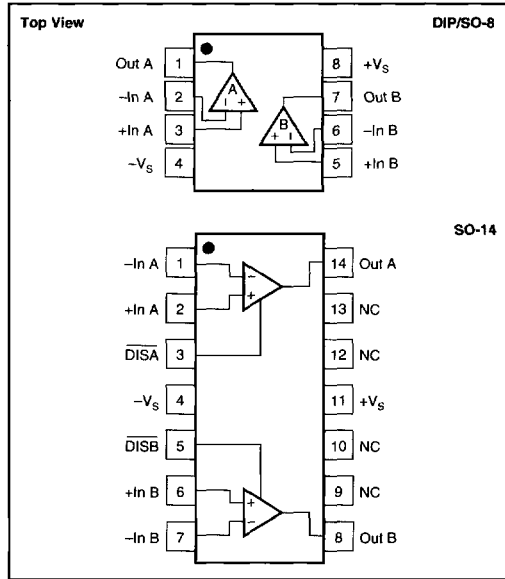 Top View DIP/SO-8
Out A 1 8 +VS
–In A 2 7 Out B
+In A 3 6 –In B
–VS 4 5 +In B
A
– +
B
+ –
SO-14
–In A 1 14 Out A
+In A 2 13 NC
DISA 3 12 NC
–VS 4 11 +VS
DISB 5 10 NC
+In B 6 9 NC
–In B 7 8 Out B
–
+
+
–